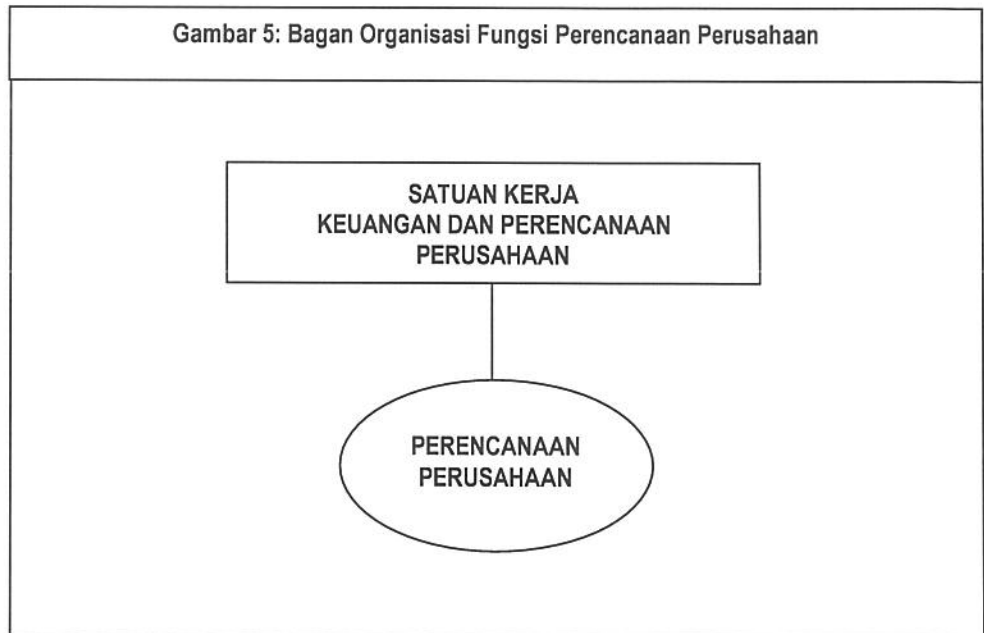 Gambar 5: Bagan Organisasi Fungsi Perencanaan Perusahaan
SATUAN KERJA
KEUANGAN DAN PERENCANAAN
PERUSAHAAN
PERENCANAAN
PERUSAHAAN